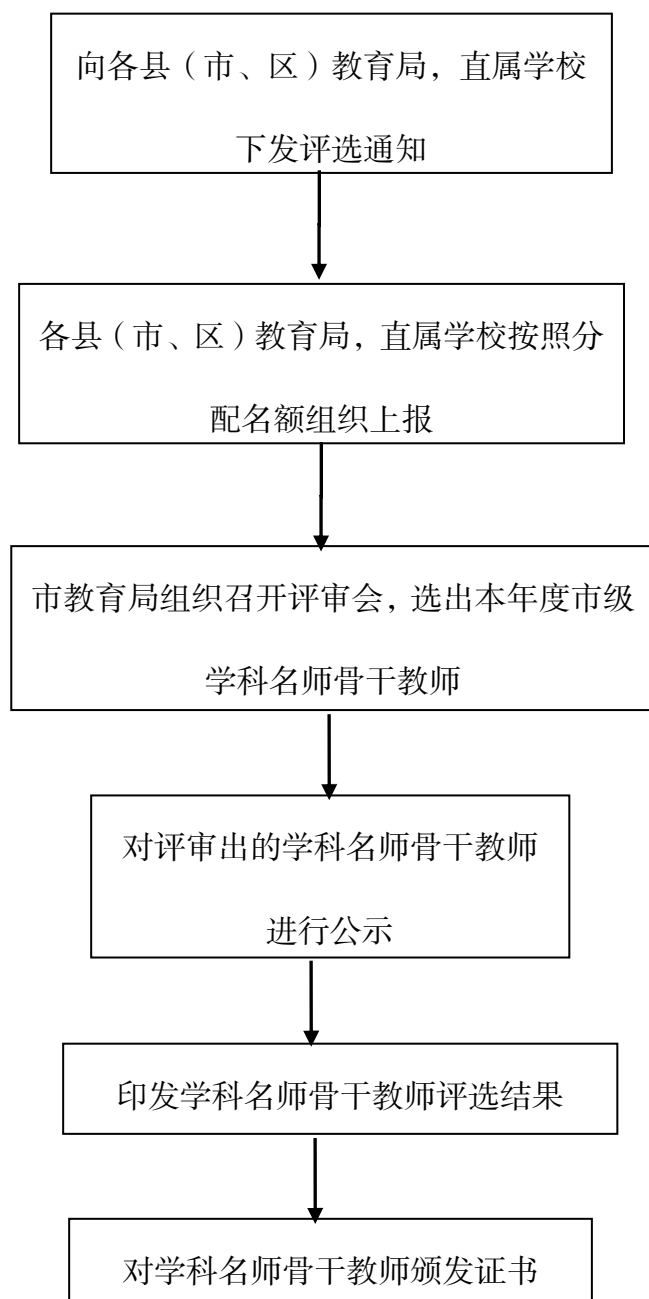 向各县（市、区）教育局，直属学校
下发评选通知
各县（市、区）教育局，直属学校按照分
配名额组织上报
市教育局组织召开评审会，选出本年度市级
学科名师骨干教师
对评审出的学科名师骨干教师
进行公示
印发学科名师骨干教师评选结果
对学科名师骨干教师颁发证书